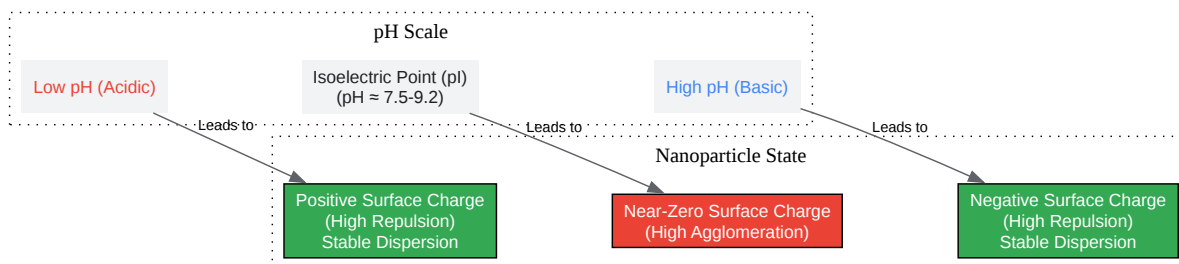 pH Scale
Low pH (Acidic)
Isoelectric Point (pI)
(pH ≈ 7.5-9.2)
High pH (Basic)
Leads to
Leads to
Leads to
Nanoparticle State
Positive Surface Charge
(High Repulsion)
Stable Dispersion
Near-Zero Surface Charge
(High Agglomeration)
Negative Surface Charge
(High Repulsion)
Stable Dispersion